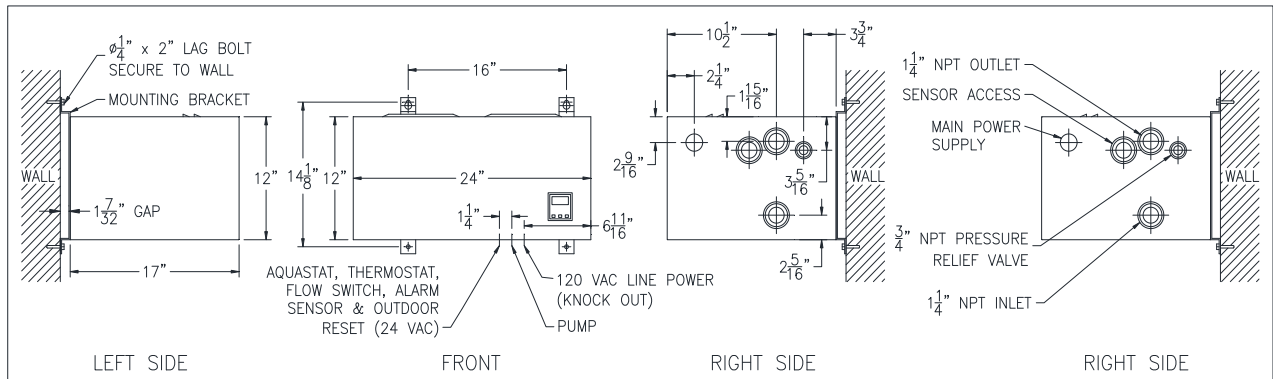 ø1/4" x 2" LAG BOLT
SECURE TO WALL
MOUNTING BRACKET
WALL
1 7/32" GAP
12"
17"
LEFT SIDE
16"
14 1/8"
12"
24"
1 1/4"
6 11/16"
AQUASTAT, THERMOSTAT,
FLOW SWITCH, ALARM
SENSOR & OUTDOOR
RESET (24 VAC)
120 VAC LINE POWER
(KNOCK OUT)
PUMP
FRONT
10 1/2"
3 3/4"
2 1/4"
1 15/16"
2 9/16"
3 5/16"
2 5/16"
WALL
RIGHT SIDE
1 1/4" NPT OUTLET
SENSOR ACCESS
MAIN POWER
SUPPLY
WALL
3/4" NPT PRESSURE
RELIEF VALVE
1 1/4" NPT INLET
RIGHT SIDE